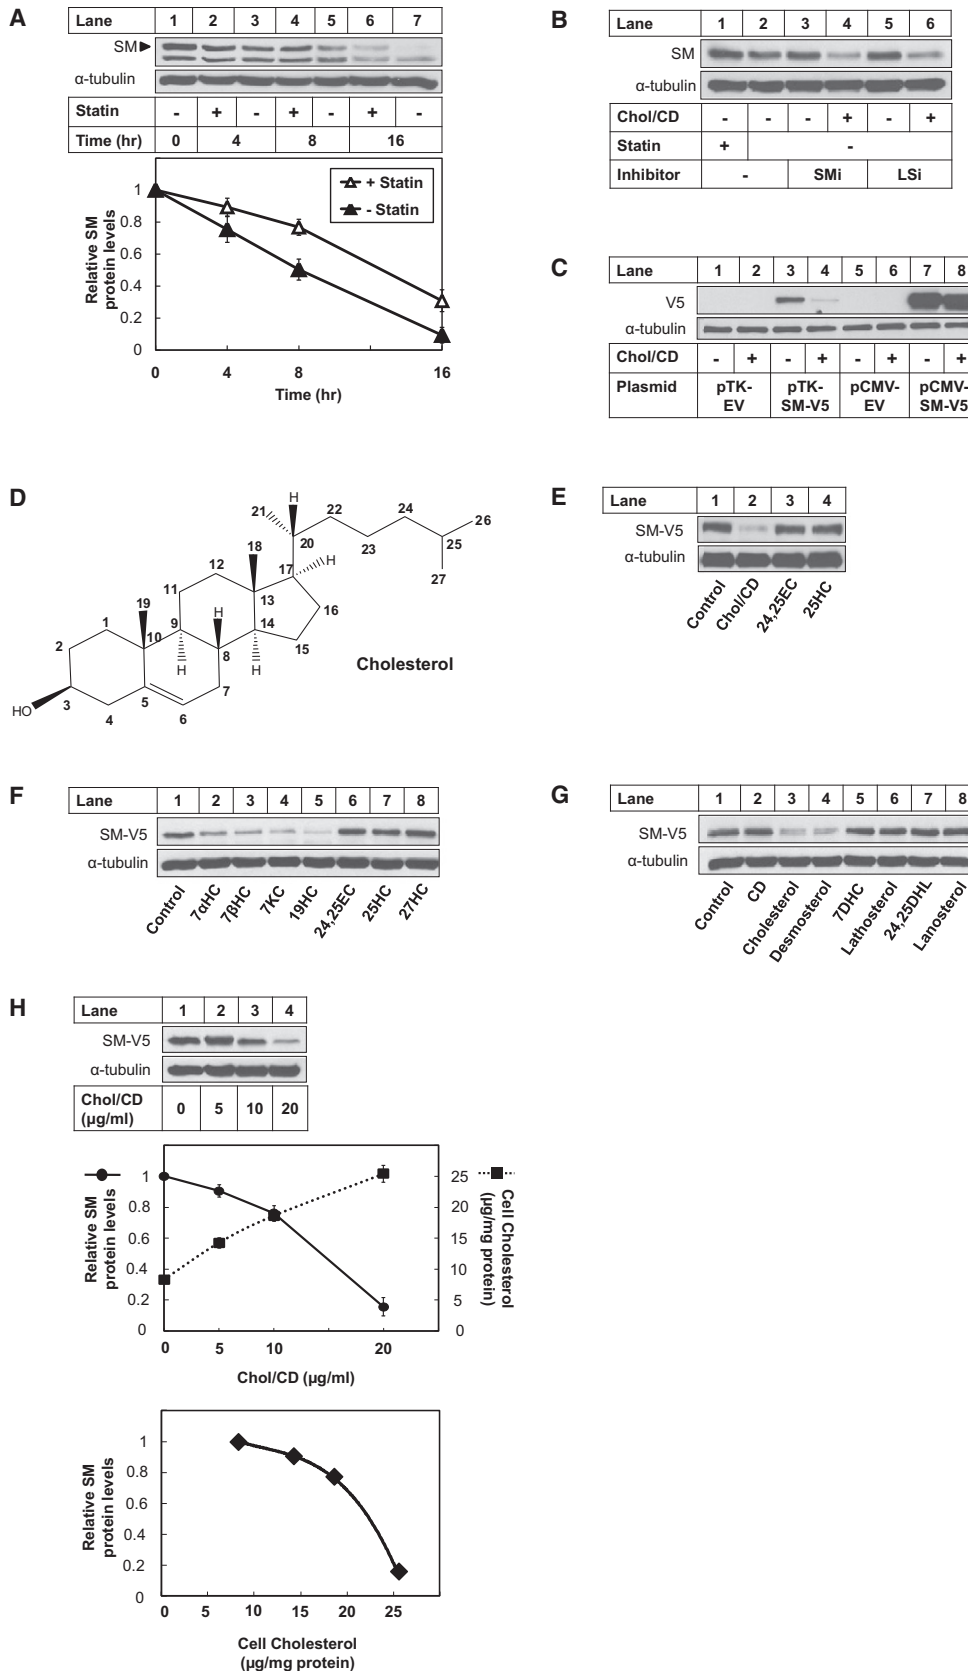 A
Lane 1 2 3 4 5 6 7
SM
α-tubulin
Statin - + - + - + -
Time (hr) 0 4 8 16
Relative SM
protein levels
1
0.8
0.6
0.4
0.2
0
+ Statin
- Statin
0 4 8 16
Time (hr)
B
Lane 1 2 3 4 5 6
SM
α-tubulin
Chol/CD - - - + - +
Statin + -
Inhibitor - SMi LSi
C
Lane 1 2 3 4 5 6 7 8
V5
α-tubulin
Chol/CD - + - + - + - +
Plasmid pTK- pTK- pCMV- pCMV-
EV SM-V5 EV SM-V5
D
H
21 22 24 26
20 23 25
18 H 27
12 17
11 13 16
19 H
1 9 14 15
2 10 8
H H
Cholesterol
HO 3 5 7
4 6
E
Lane 1 2 3 4
SM-V5
α-tubulin
Control
Chol/CD
24,25EC
25HC
F
Lane 1 2 3 4 5 6 7 8
SM-V5
α-tubulin
Control
7αHC
7βHC
7KC
19HC
24,25EC
25HC
27HC
G
Lane 1 2 3 4 5 6 7 8
SM-V5
α-tubulin
Control
CD
Cholesterol
Desmosterol
7DHC
Lathosterol
24,25DHL
Lanosterol
H
Lane 1 2 3 4
SM-V5
α-tubulin
Chol/CD
(µg/ml) 0 5 10 20
Relative SM
protein levels
1
0.8
0.6
0.4
0.2
0
25
20
15
10
5
0
Cell Cholesterol
(µg/mg protein)
0 5 10 20
Chol/CD (µg/ml)
Relative SM
protein levels
1
0.8
0.6
0.4
0.2
0
0 5 10 15 20 25
Cell Cholesterol
(µg/mg protein)